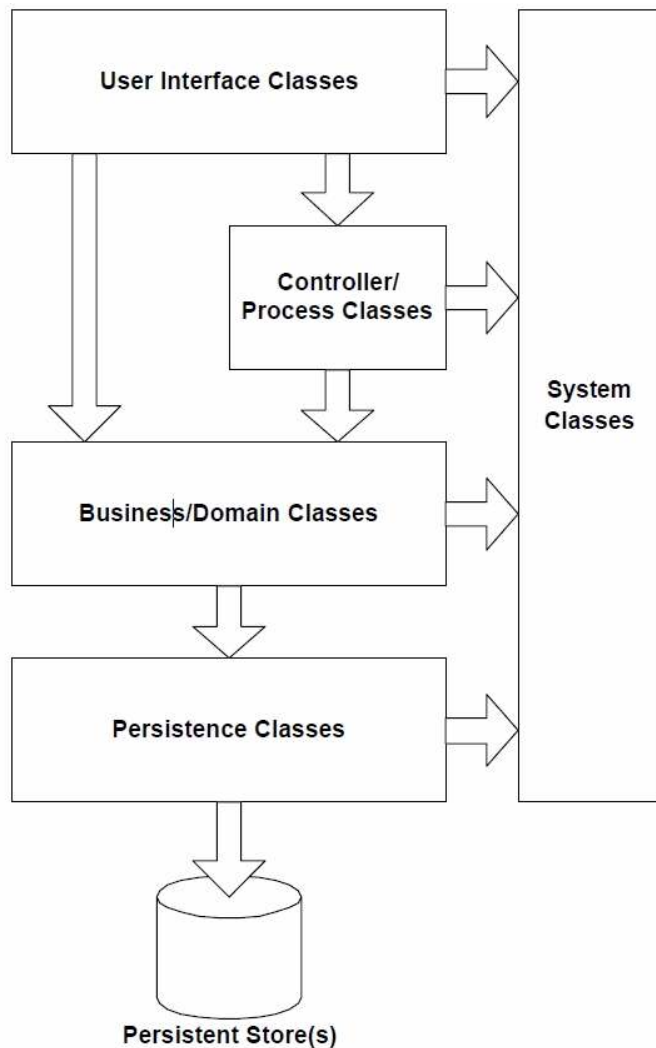 User Interface Classes
Controller/
Process Classes
System
Classes
Business/Domain Classes
Persistence Classes
Persistent Store(s)